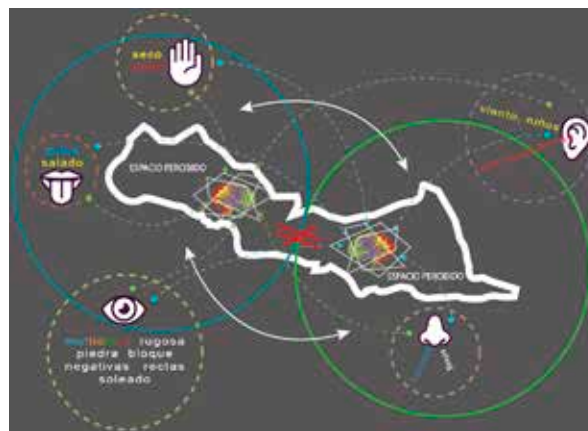 seco
viento, niños
salado
ESPACIO PERCIBIDO
ESPACIO PERCIBIDO
rugosa
piedra bloque
negativas rectas
soleado